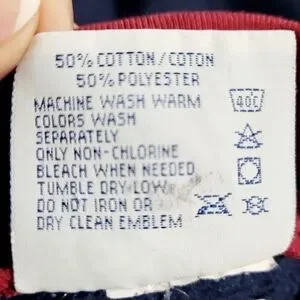 50% COTTON/COTON
50% POLYESTER
MACHINE WASH WARM
COLORS WASH
SEPARATELY
ONLY NON-CHLORINE
BLEACH WHEN NEEDED
TUMBLE DRY LOW
DO NOT IRON OR
DRY CLEAN EMBLEM
40C